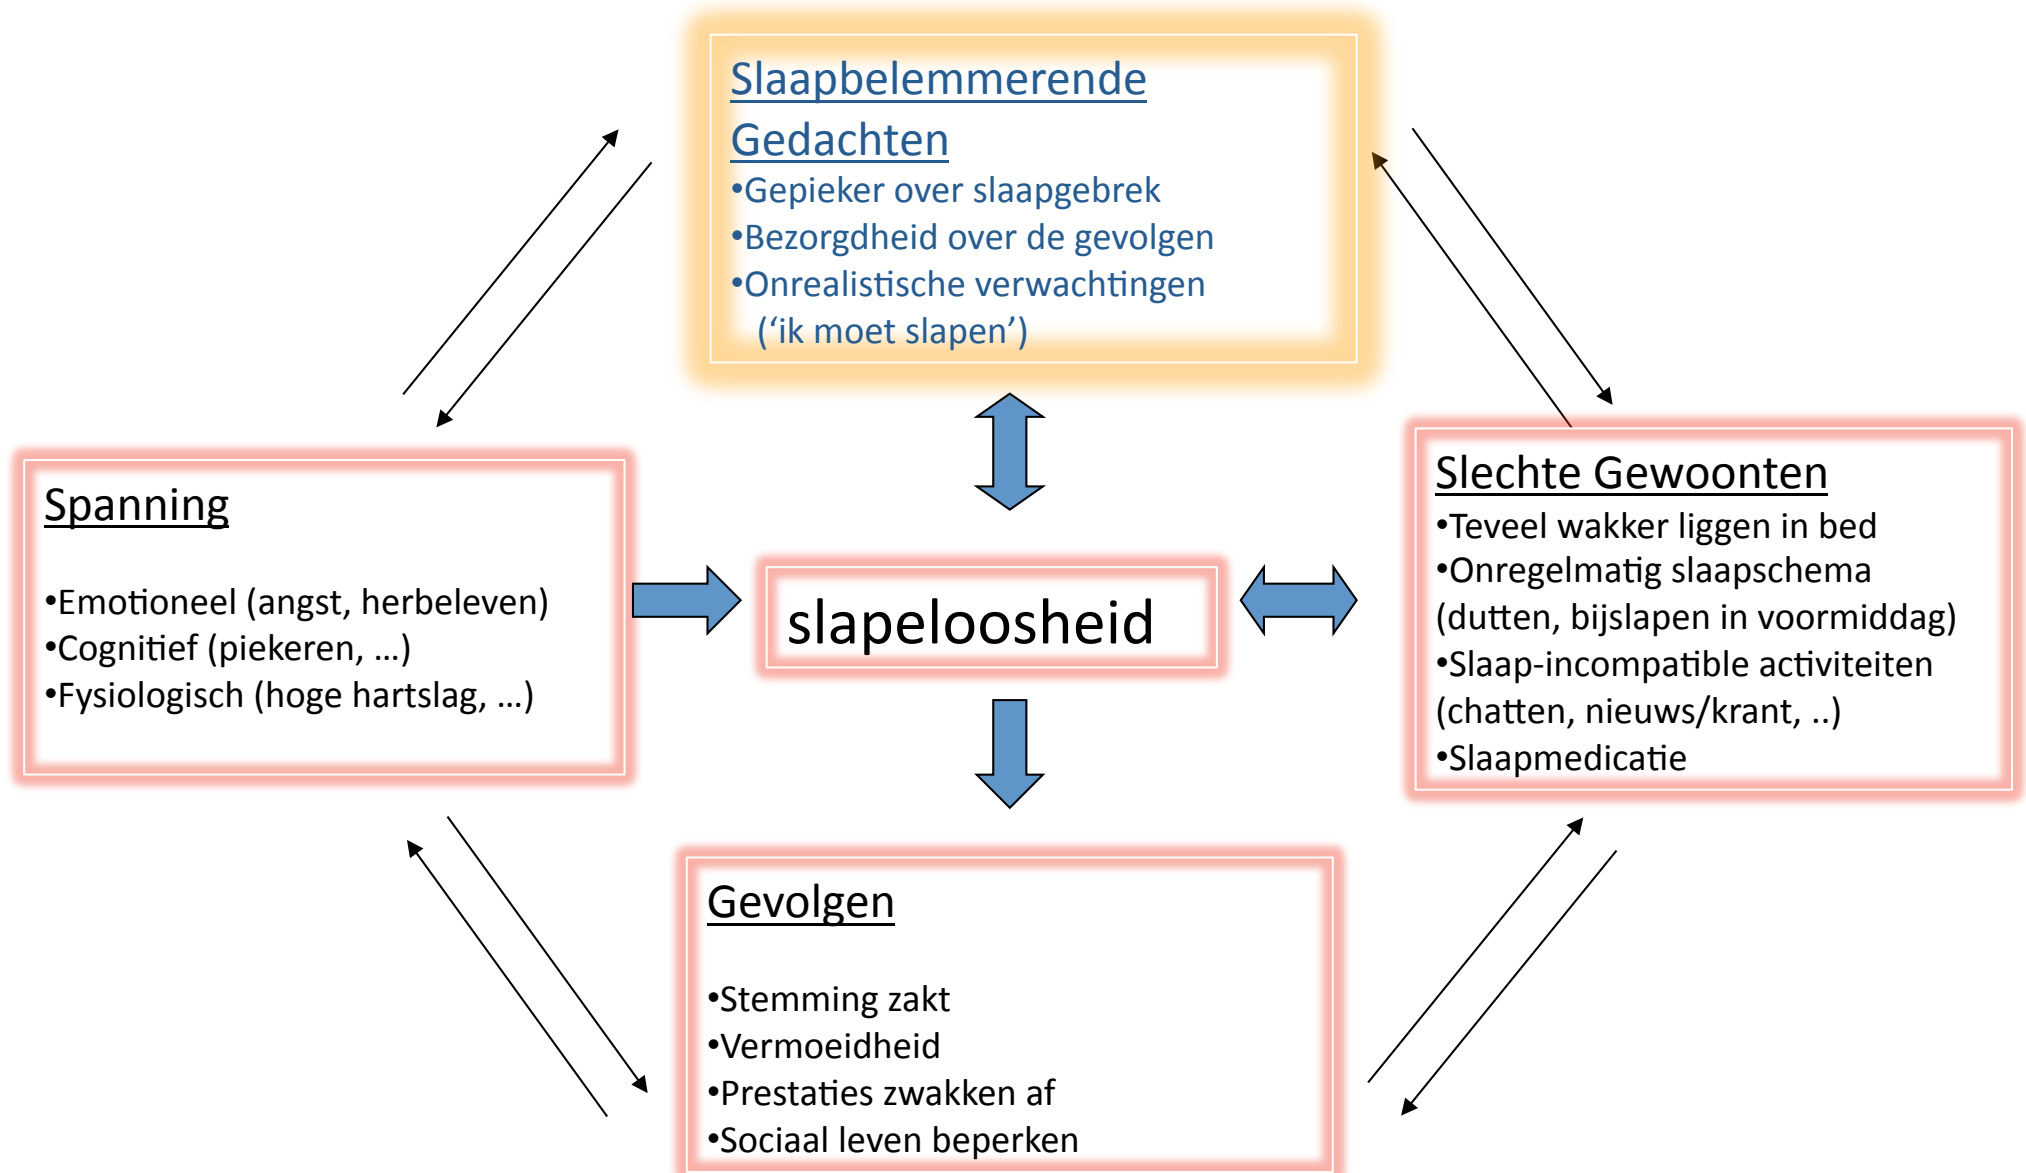 Slaapbelemmerende
Gedachten
•Gepieker over slaapgebrek
•Bezorgdheid over de gevolgen
•Onrealistische verwachtingen
(‘ik moet slapen’)
Spanning
•Emotioneel (angst, herbeleven)
•Cognitief (piekeren, ...)
•Fysiologisch (hoge hartslag, ...)
slapeloosheid
Slechte Gewoonten
•Teveel wakker liggen in bed
•Onregelmatig slaapschema
(dutten, bijslapen in voormiddag)
•Slaap-incompatible activiteiten
(chatten, nieuws/krant, ..)
•Slaapmedicatie
Gevolgen
•Stemming zakt
•Vermoeidheid
•Prestaties zwakken af
•Sociaal leven beperken